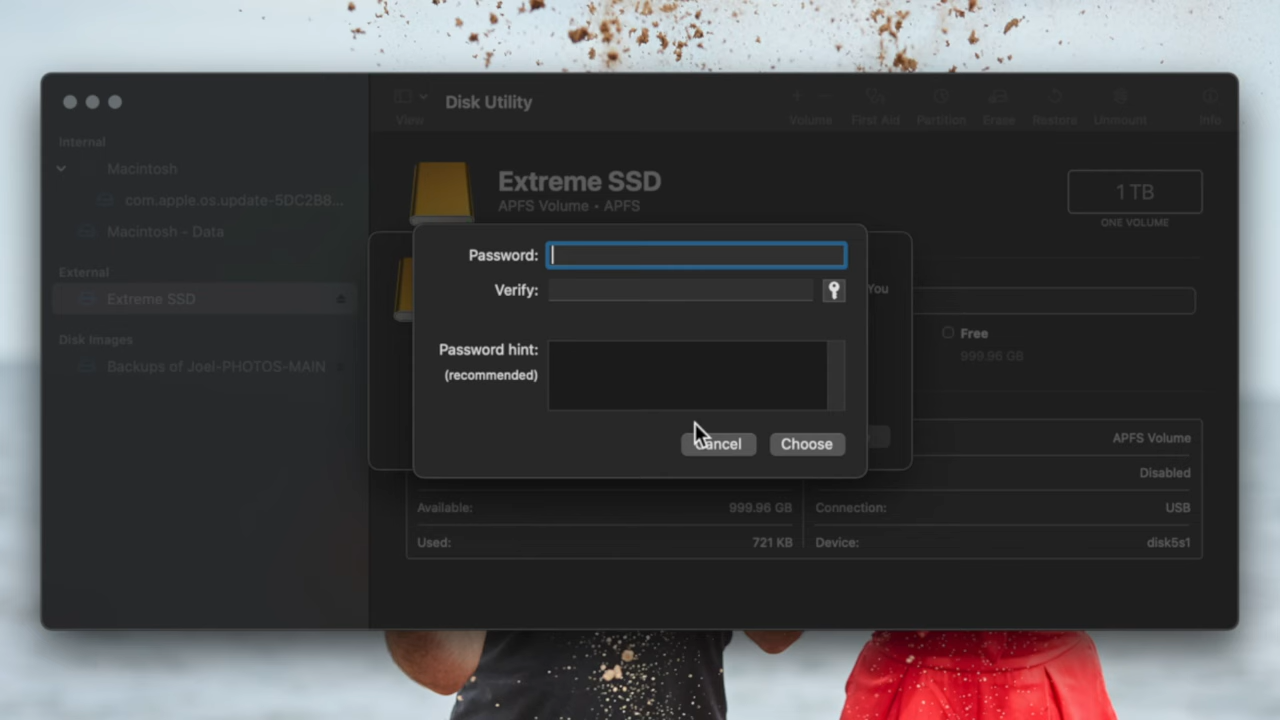 Disk Utility
View
Volume
First Aid
Partition
Erase
Restore
Unmount
Info
Internal
Macintosh
com.apple.os.update-5DC2B8...
Macintosh - Data
External
Extreme SSD
Disk Images
Backups of Joel-PHOTOS-MAIN
Extreme SSD
APFS Volume • APFS
1 TB
ONE VOLUME
You
Free
999.96 GB
Password:
Verify:
Password hint:
(recommended)
Cancel
Choose
APFS Volume
Disabled
Available: 999.96 GB
Connection: USB
Used: 721 KB
Device: disk5s1